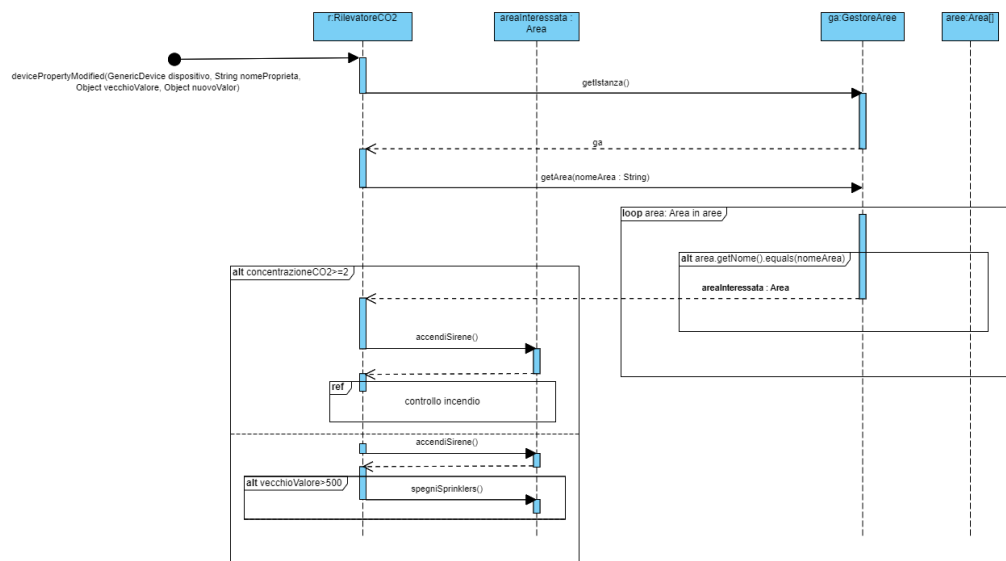 r:RilevatoreCO2
areaInteressata :
Area
ga:GestoreAree
aree:Area[]
devicePropertyModified(GenericDevice dispositivo, String nomeProprieta,
Object vecchioValore, Object nuovoValor)
getIstanza()
ga
getArea(nomeArea : String)
loop area: Area in aree
alt area.getNome().equals(nomeArea)
alt concentrazioneCO2>=2
areaInteressata : Area
accendiSirene()
ref
controllo incendio
accendiSirene()
alt vecchioValore>500
spegniSprinklers()